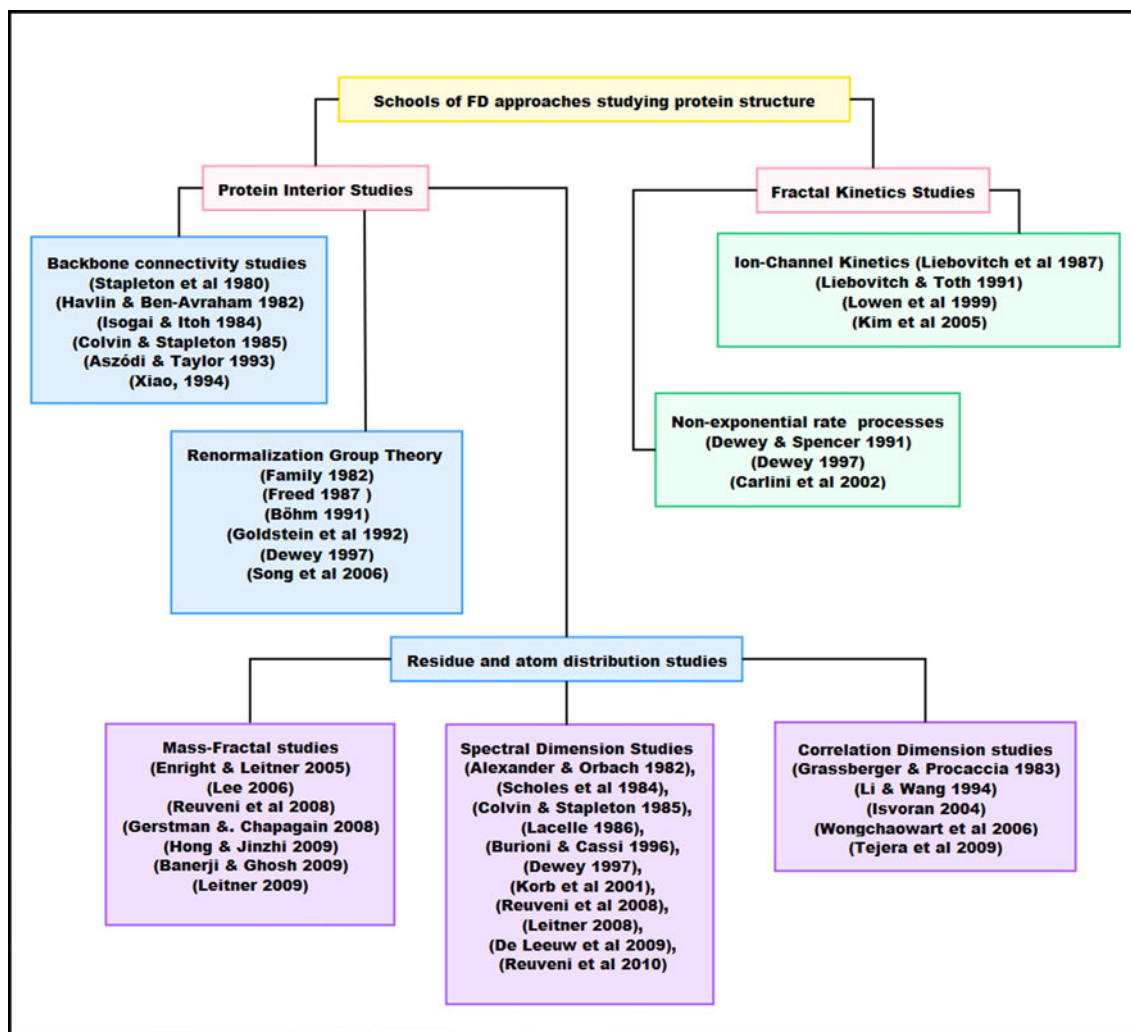 Schools of FD approaches studying protein structure
Protein Interior Studies
Fractal Kinetics Studies
Backbone connectivity studies
(Stapleton et al 1980)
(Havlin & Ben-Avraham 1982)
(Isogai & Itoh 1984)
(Colvin & Stapleton 1985)
(Aszódi & Taylor 1993)
(Xiao, 1994)
Ion-Channel Kinetics (Liebovitch et al 1987)
(Liebovitch & Toth 1991)
(Lowen et al 1999)
(Kim et al 2005)
Non-exponential rate processes
(Dewey & Spencer 1991)
(Dewey 1997)
(Carlini et al 2002)
Renormalization Group Theory
(Family 1982)
(Freed 1987 )
(Böhm 1991)
(Goldstein et al 1992)
(Dewey 1997)
(Song et al 2006)
Residue and atom distribution studies
Mass-Fractal studies
(Enright & Leitner 2005)
(Lee 2006)
(Reuveni et al 2008)
(Gerstman &. Chapagain 2008)
(Hong & Jinzhi 2009)
(Banerji & Ghosh 2009)
(Leitner 2009)
Spectral Dimension Studies
(Alexander & Orbach 1982),
(Scholes et al 1984),
(Colvin & Stapleton 1985),
(Lacelle 1986),
(Burioni & Cassi 1996),
(Dewey 1997),
(Korb et al 2001),
(Reuveni et al 2008),
(Leitner 2008),
(De Leeuw et al 2009),
(Reuveni et al 2010)
Correlation Dimension studies
(Grassberger & Procaccia 1983)
(Li & Wang 1994)
(Isvoran 2004)
(Wongchaowart et al 2006)
(Tejera et al 2009)